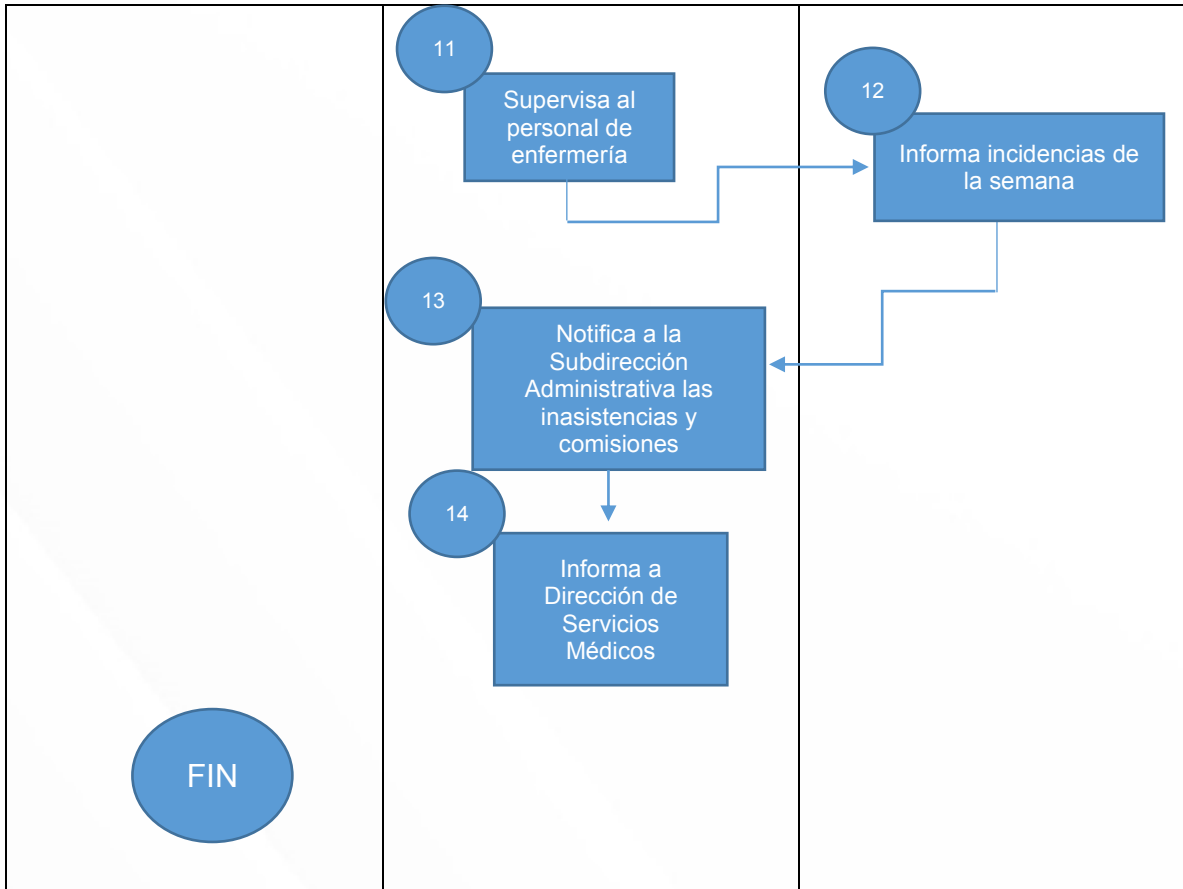 11
Supervisa al
personal de
enfermería
12
Informa incidencias de
la semana
13
Notifica a la
Subdirección
Administrativa las
inasistencias y
comisiones
14
Informa a
Dirección de
Servicios
Médicos
FIN